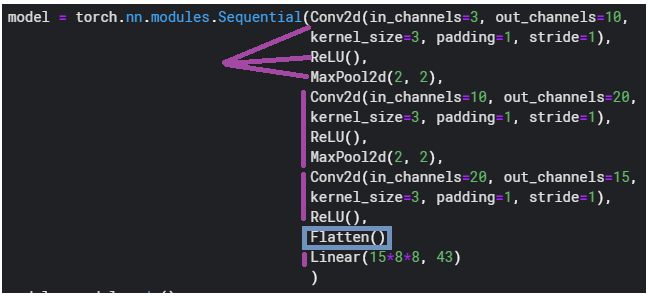 model = torch.nn.modules.Sequential(Conv2d(in_channels=3, out_channels=10,
kernel_size=3, padding=1, stride=1),
ReLU(),
MaxPool2d(2, 2),
Conv2d(in_channels=10, out_channels=20,
kernel_size=3, padding=1, stride=1),
ReLU(),
MaxPool2d(2, 2),
Conv2d(in_channels=20, out_channels=15,
kernel_size=3, padding=1, stride=1),
ReLU(),
Flatten()
Linear(15*8*8, 43)
)